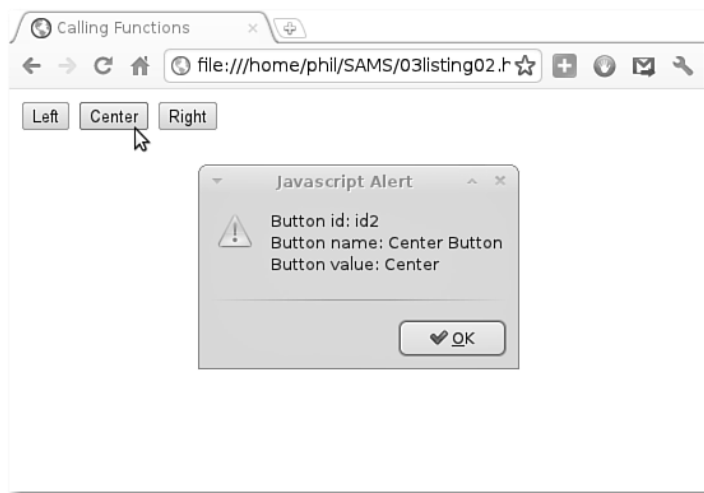 Calling Functions
file:///home/phil/SAMS/03listing02.h
Left Center Right
Javascript Alert
Button id: id2
Button name: Center Button
Button value: Center
OK